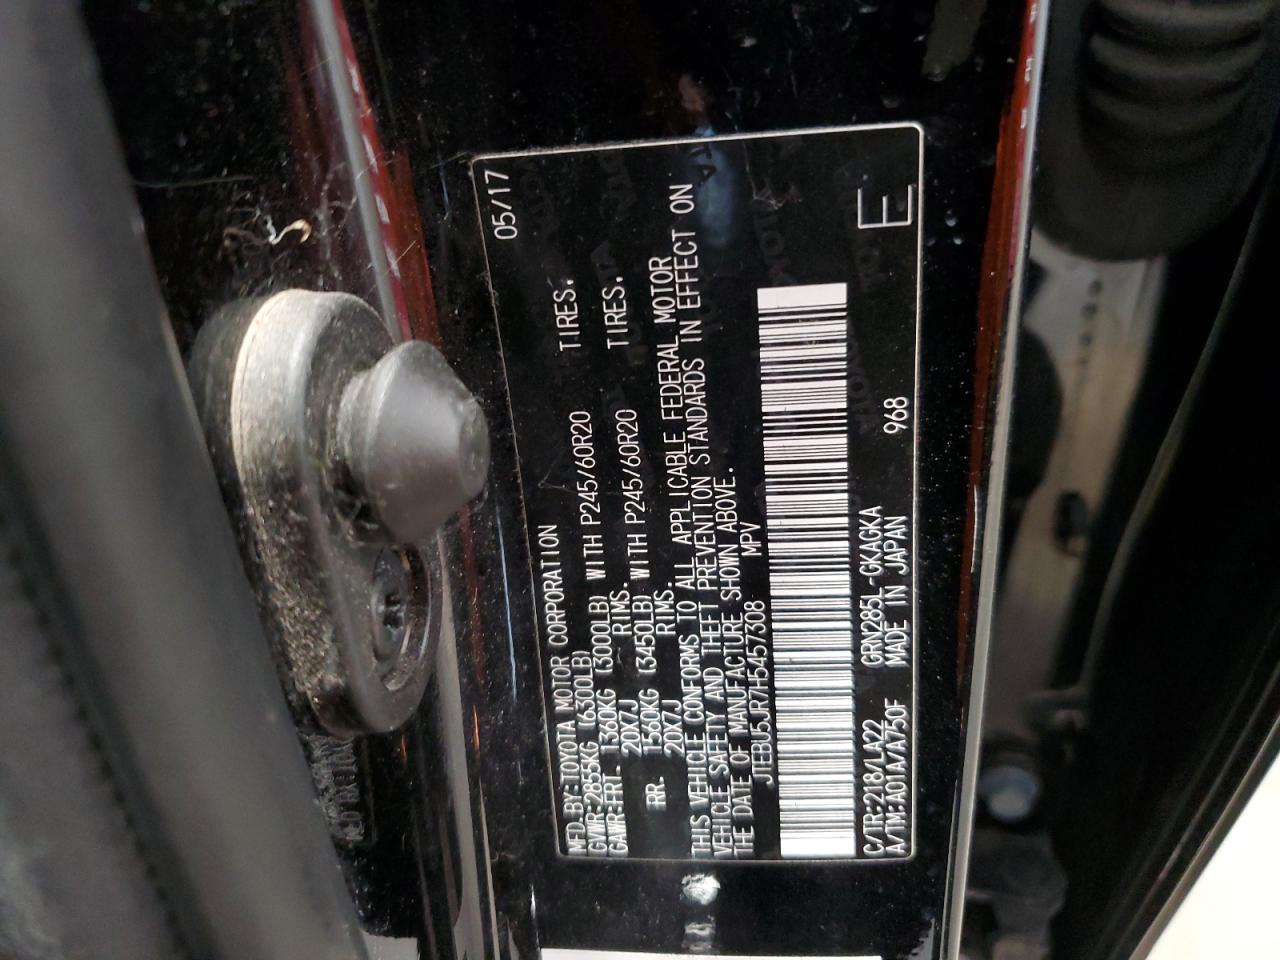 MFD.BY:TOYOTA MOTOR CORPORATION 05/17
GVWR:2855KG (6300LB)
GAWR:FRT. 1360KG (3000LB) WITH P245/60R20 TIRES.
20X7J RIMS.
RR. 1560KG (3450LB) WITH P245/60R20 TIRES.
20X7J RIMS.
THIS VEHICLE CONFORMS TO ALL APPLICABLE FEDERAL MOTOR
VEHICLE SAFETY AND THEFT PREVENTION STANDARDS IN EFFECT ON
THE DATE OF MANUFACTURE SHOWN ABOVE.
JTEBU5JR7H5457308 MPV
C/TR:218/LA22 GRN285L-GKAGKA 968 E
A/TM:A01A/A750F MADE IN JAPAN